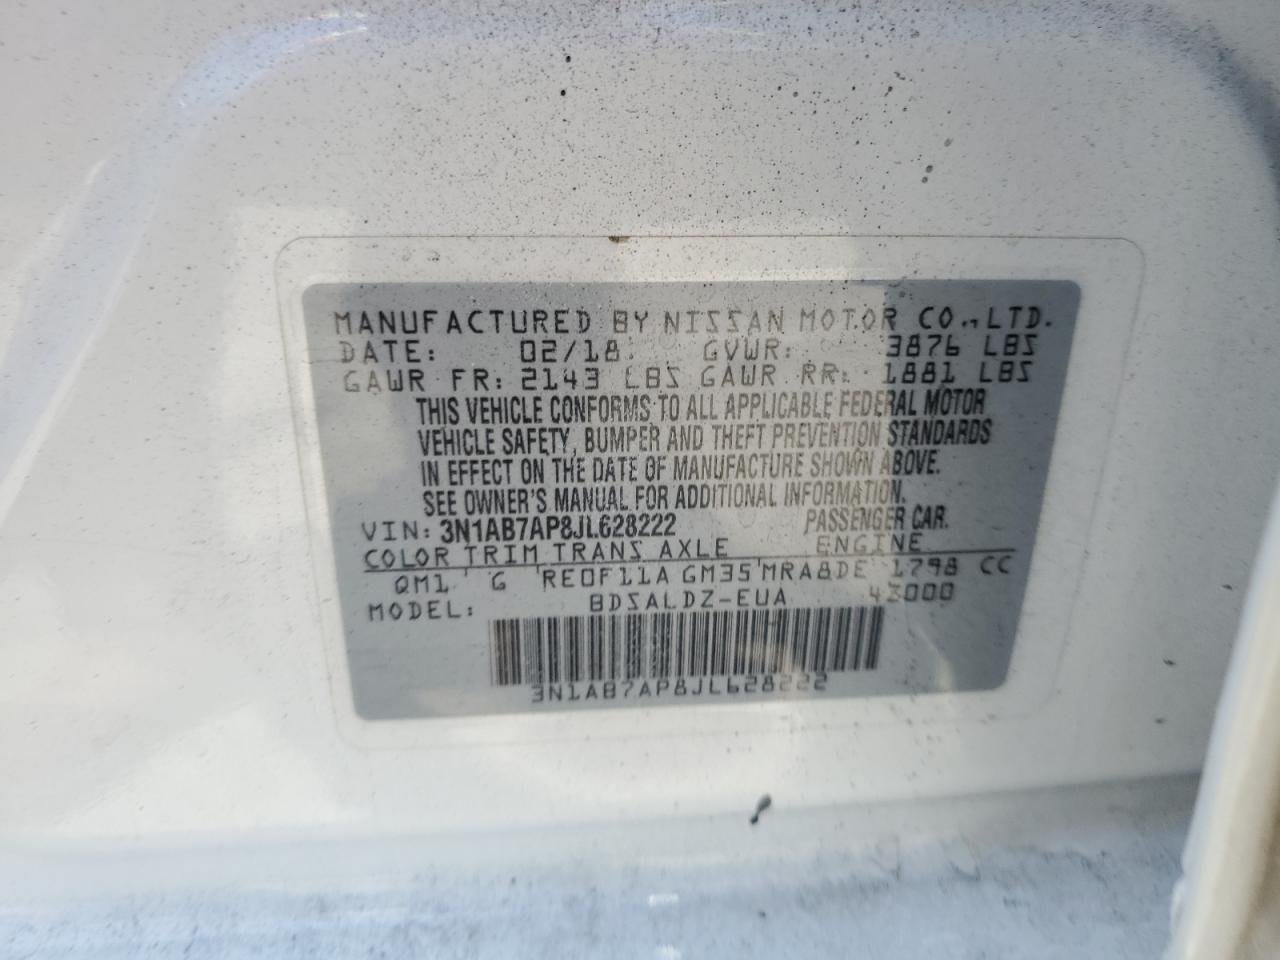 MANUFACTURED BY NISSAN MOTOR CO., LTD.
DATE: 02/18 GVWR: 3876 LBS
GAWR FR: 2143 LBS GAWR RR: 1881 LBS
THIS VEHICLE CONFORMS TO ALL APPLICABLE FEDERAL MOTOR
VEHICLE SAFETY, BUMPER AND THEFT PREVENTION STANDARDS
IN EFFECT ON THE DATE OF MANUFACTURE SHOWN ABOVE.
SEE OWNER'S MANUAL FOR ADDITIONAL INFORMATION.
VIN: 3N1AB7AP8JL628222 PASSENGER CAR.
COLOR TRIM TRANS AXLE ENGINE
QM1 G RE0F11A GM35 MRA8DE 1798 CC
MODEL: BDSALDZ-EUA 43000
3N1AB7AP8JL628222